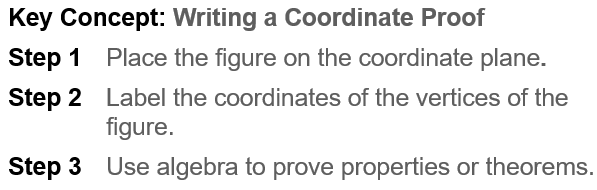 Key Concept: Writing a Coordinate Proof
Step 1 Place the figure on the coordinate plane.
Step 2 Label the coordinates of the vertices of the
figure.
Step 3 Use algebra to prove properties or theorems.